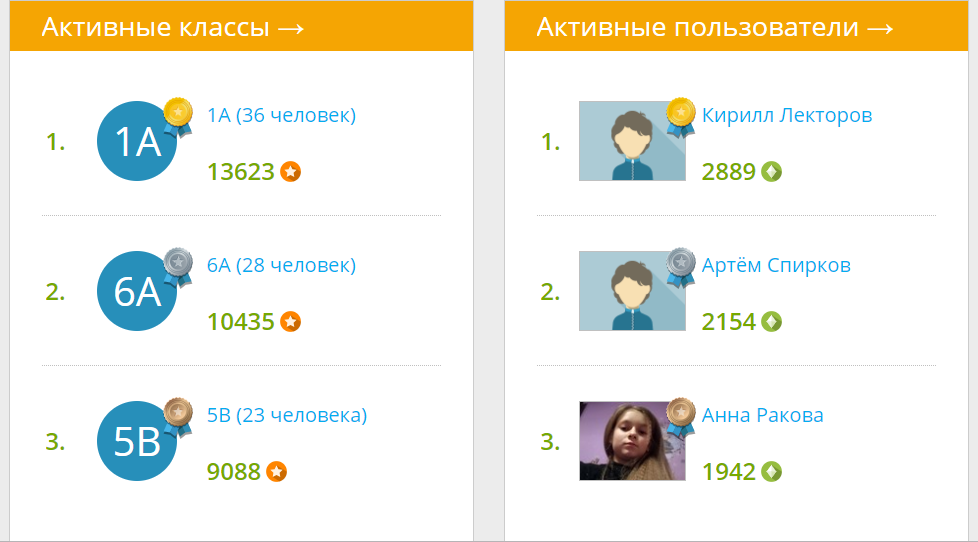 Активные классы →
1.
1А
1А (36 человек)
13623
2.
6А
6А (28 человек)
10435
3.
5В
5В (23 человека)
9088
Активные пользователи →
1.
Кирилл Лекторов
2889
2.
Артём Спирков
2154
3.
Анна Ракова
1942